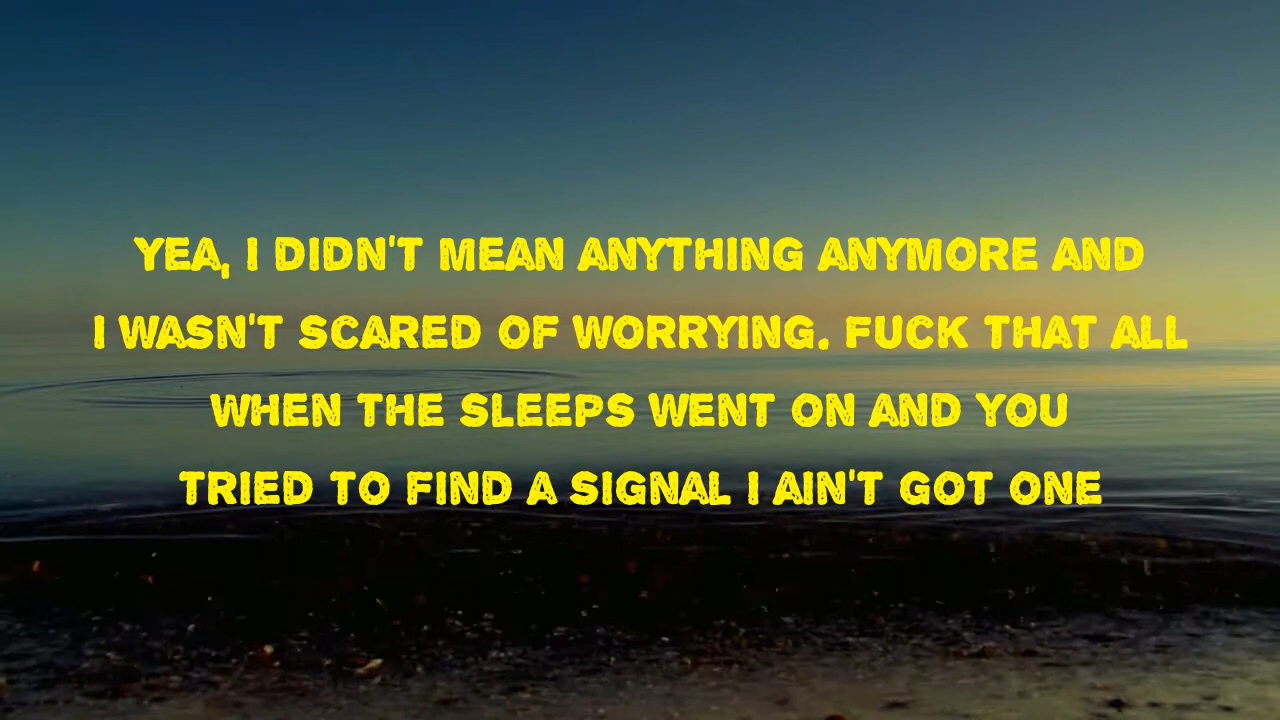 YEA, I DIDN'T MEAN ANYTHING ANYMORE AND
I WASN'T SCARED OF WORRYING. FUCK THAT ALL
WHEN THE SLEEPS WENT ON AND YOU
TRIED TO FIND A SIGNAL I AIN'T GOT ONE